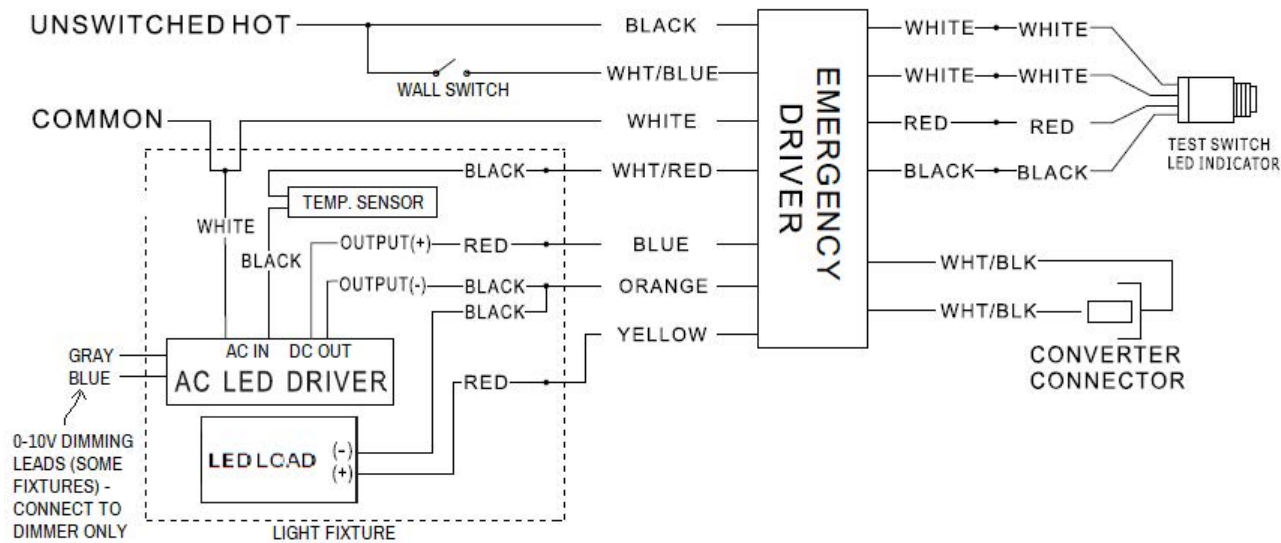 UNSWITCHED HOT
BLACK
WHITE
WHITE
WALL SWITCH
WHT/BLUE
WHITE
WHITE
COMMON
WHITE
RED
RED
TEST SWITCH
LED INDICATOR
BLACK
WHT/RED
BLACK
BLACK
EMERGENCY
DRIVER
TEMP. SENSOR
WHITE
BLACK
OUTPUT(+)
RED
BLUE
OUTPUT(-)
BLACK
ORANGE
BLACK
YELLOW
WHT/BLK
WHT/BLK
CONVERTER
CONNECTOR
GRAY
BLUE
AC IN
DC OUT
AC LED DRIVER
RED
0-10V DIMMING
LEADS (SOME
FIXTURES) -
CONNECT TO
DIMMER ONLY
LED LOAD
(-)
(+)
LIGHT FIXTURE